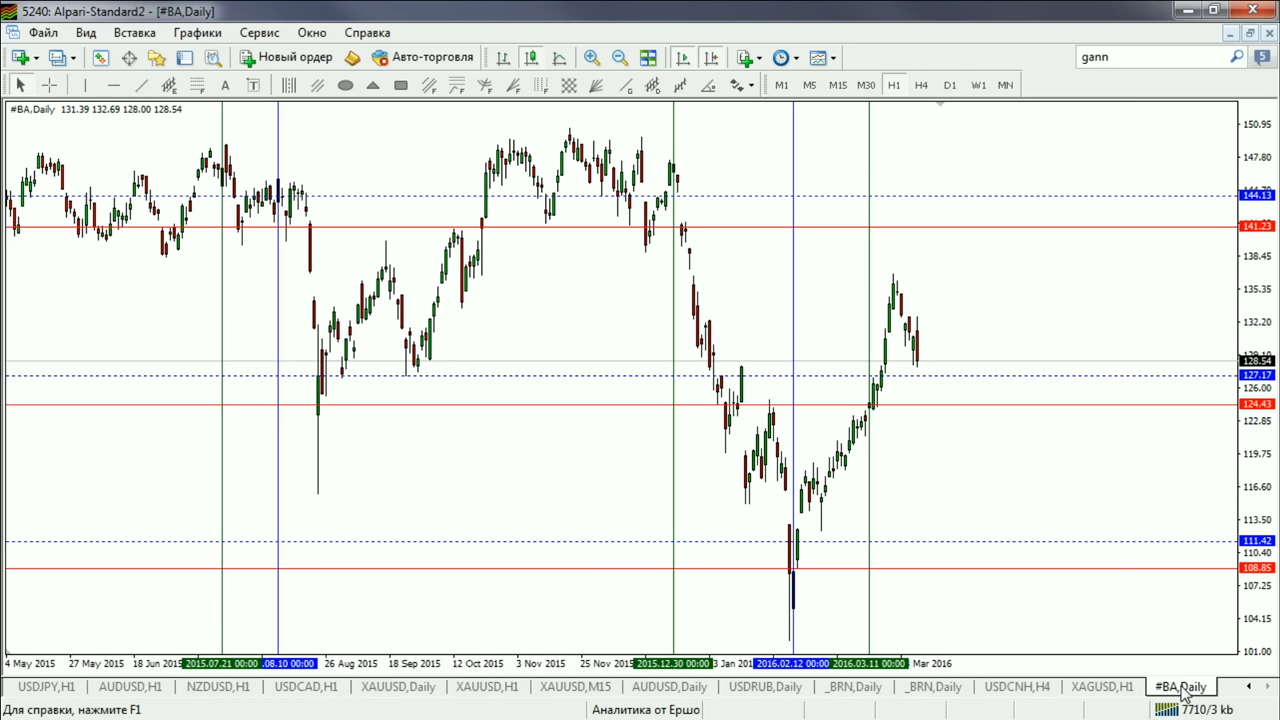 5240: Alpari-Standard2 - [#BA,Daily]
Файл Вид Вставка Графики Сервис Окно Справка
Новый ордер Авто-торговля gann 5
A T M1 M5 M15 M30 H1 H4 D1 W1 MN
#BA,Daily 131.39 132.69 128.00 128.54
150.95
147.80
144.13
141.23
138.45
135.35
132.20
128.54
127.17
126.00
124.43
122.85
119.75
116.60
113.50
111.42
110.40
108.85
107.25
104.15
101.00
4 May 2015 27 May 2015 18 Jun 2015 2015.07.21 00:00 .08.10 00:00 26 Aug 2015 18 Sep 2015 12 Oct 2015 3 Nov 2015 25 Nov 2015 2015.12.30 00:00 3 Jan 2016.02.12 00:00 2016.03.11 00:00 Mar 2016
USDJPY,H1 AUDUSD,H1 NZDUSD,H1 USDCAD,H1 XAUUSD,Daily XAUUSD,H1 XAUUSD,M15 AUDUSD,Daily USDRUB,Daily _BRN,Daily _BRN,Daily USDCNH,H4 XAGUSD,H1 #BA,Daily
Для справки, нажмите F1 Аналитика от Ершо 7710/3 kb